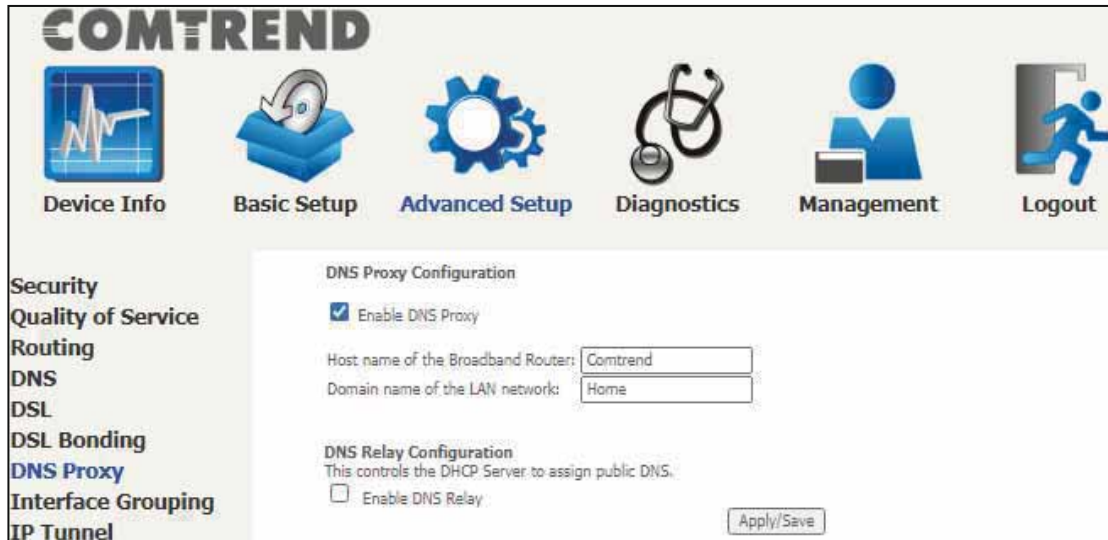 COMTREND
Device Info Basic Setup Advanced Setup Diagnostics Management Logout
Security
Quality of Service
Routing
DNS
DSL
DSL Bonding
DNS Proxy
Interface Grouping
IP Tunnel
DNS Proxy Configuration
Enable DNS Proxy
Host name of the Broadband Router: Comtrend
Domain name of the LAN network: Home
DNS Relay Configuration
This controls the DHCP Server to assign public DNS.
Enable DNS Relay
Apply/Save